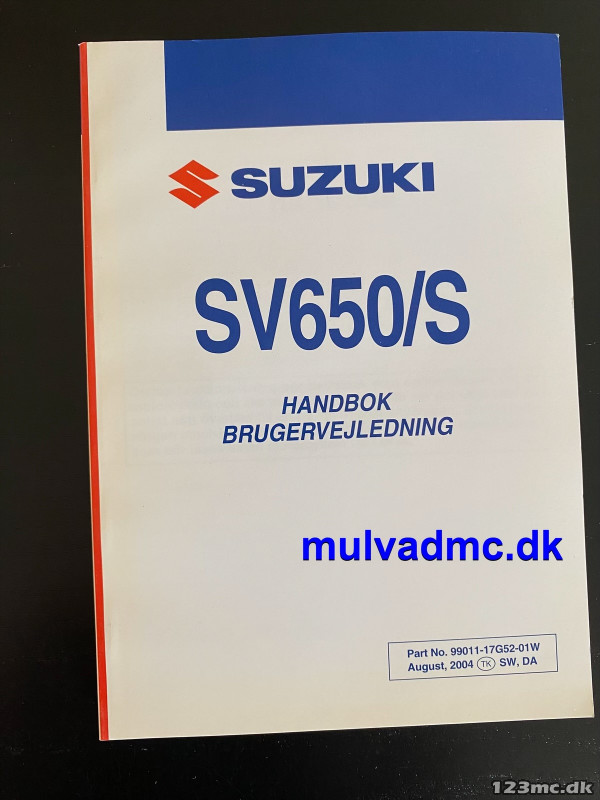 SUZUKI
SV650/S
HANDBOK
BRUGERVEJLEDNING
mulvadmc.dk
Part No. 99011-17G52-01W
August, 2004 TK SW, DA
123mc.dk